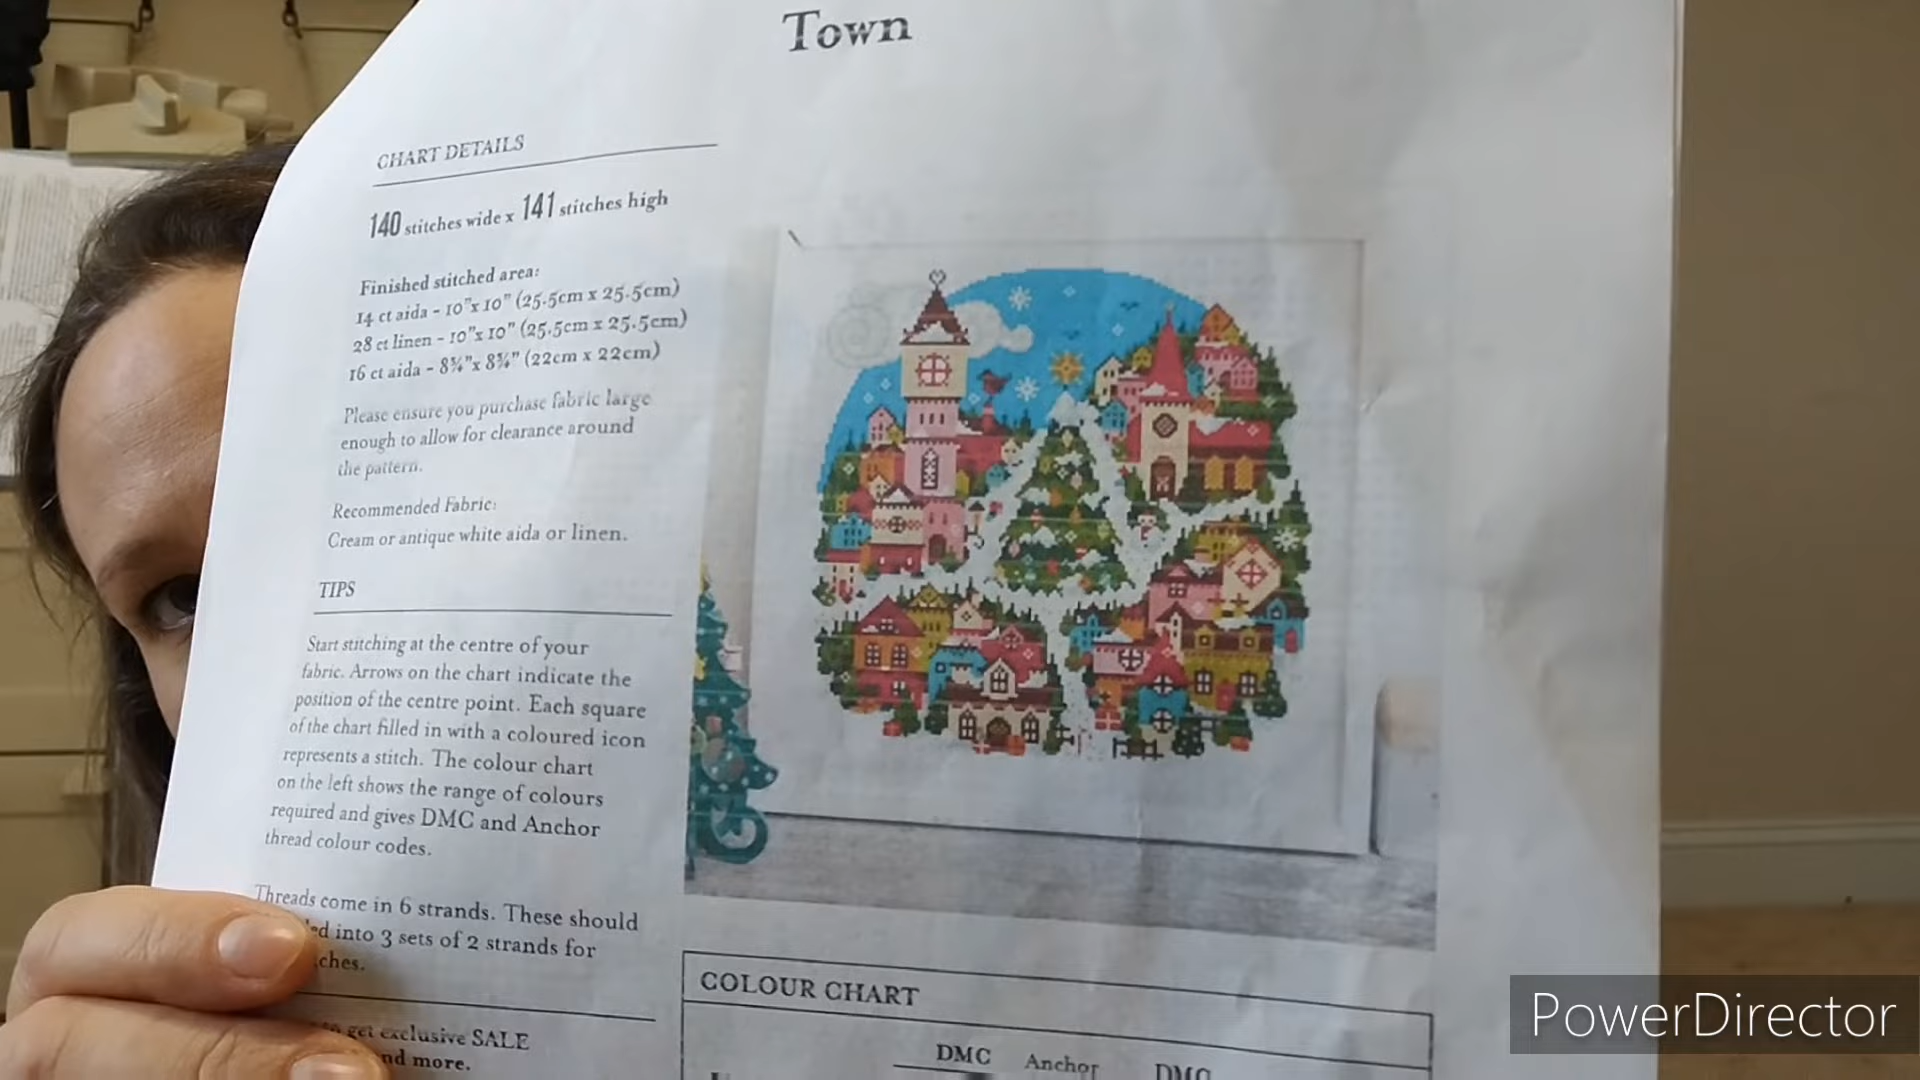 Town
CHART DETAILS
140 stitches wide x 141 stitches high
Finished stitched area:
14 ct aida - 10"x 10" (25.5cm x 25.5cm)
28 ct linen - 10"x 10" (25.5cm x 25.5cm)
16 ct aida - 8¾"x 8¾" (22cm x 22cm)
Please ensure you purchase fabric large
enough to allow for clearance around
the pattern.
Recommended Fabric:
Cream or antique white aida or linen.
TIPS
Start stitching at the centre of your
fabric. Arrows on the chart indicate the
position of the centre point. Each square
of the chart filled in with a coloured icon
represents a stitch. The colour chart
on the left shows the range of colours
required and gives DMC and Anchor
thread colour codes.
Threads come in 6 strands. These should
into 3 sets of 2 strands for
get exclusive SALE
more.
COLOUR CHART
DMC Anchor DMC
PowerDirector